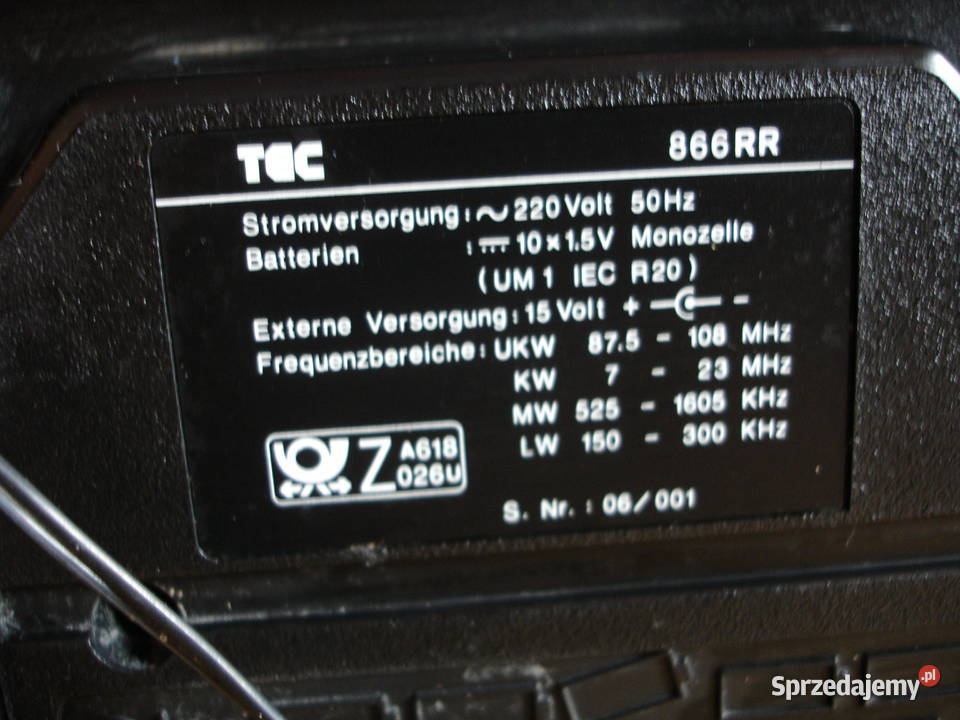 TEC 866RR
Stromversorgung: ~ 220 Volt 50Hz
Batterien : ⎓ 10×1.5V Monozelle
(UM 1 IEC R20)
Externe Versorgung: 15 Volt + -
Frequenzbereiche: UKW 87.5 - 108 MHz
KW 7 - 23 MHz
MW 525 - 1605 KHz
LW 150 - 300 KHz
Z A618
026U
S. Nr. : 06/001
Sprzedajemy.pl